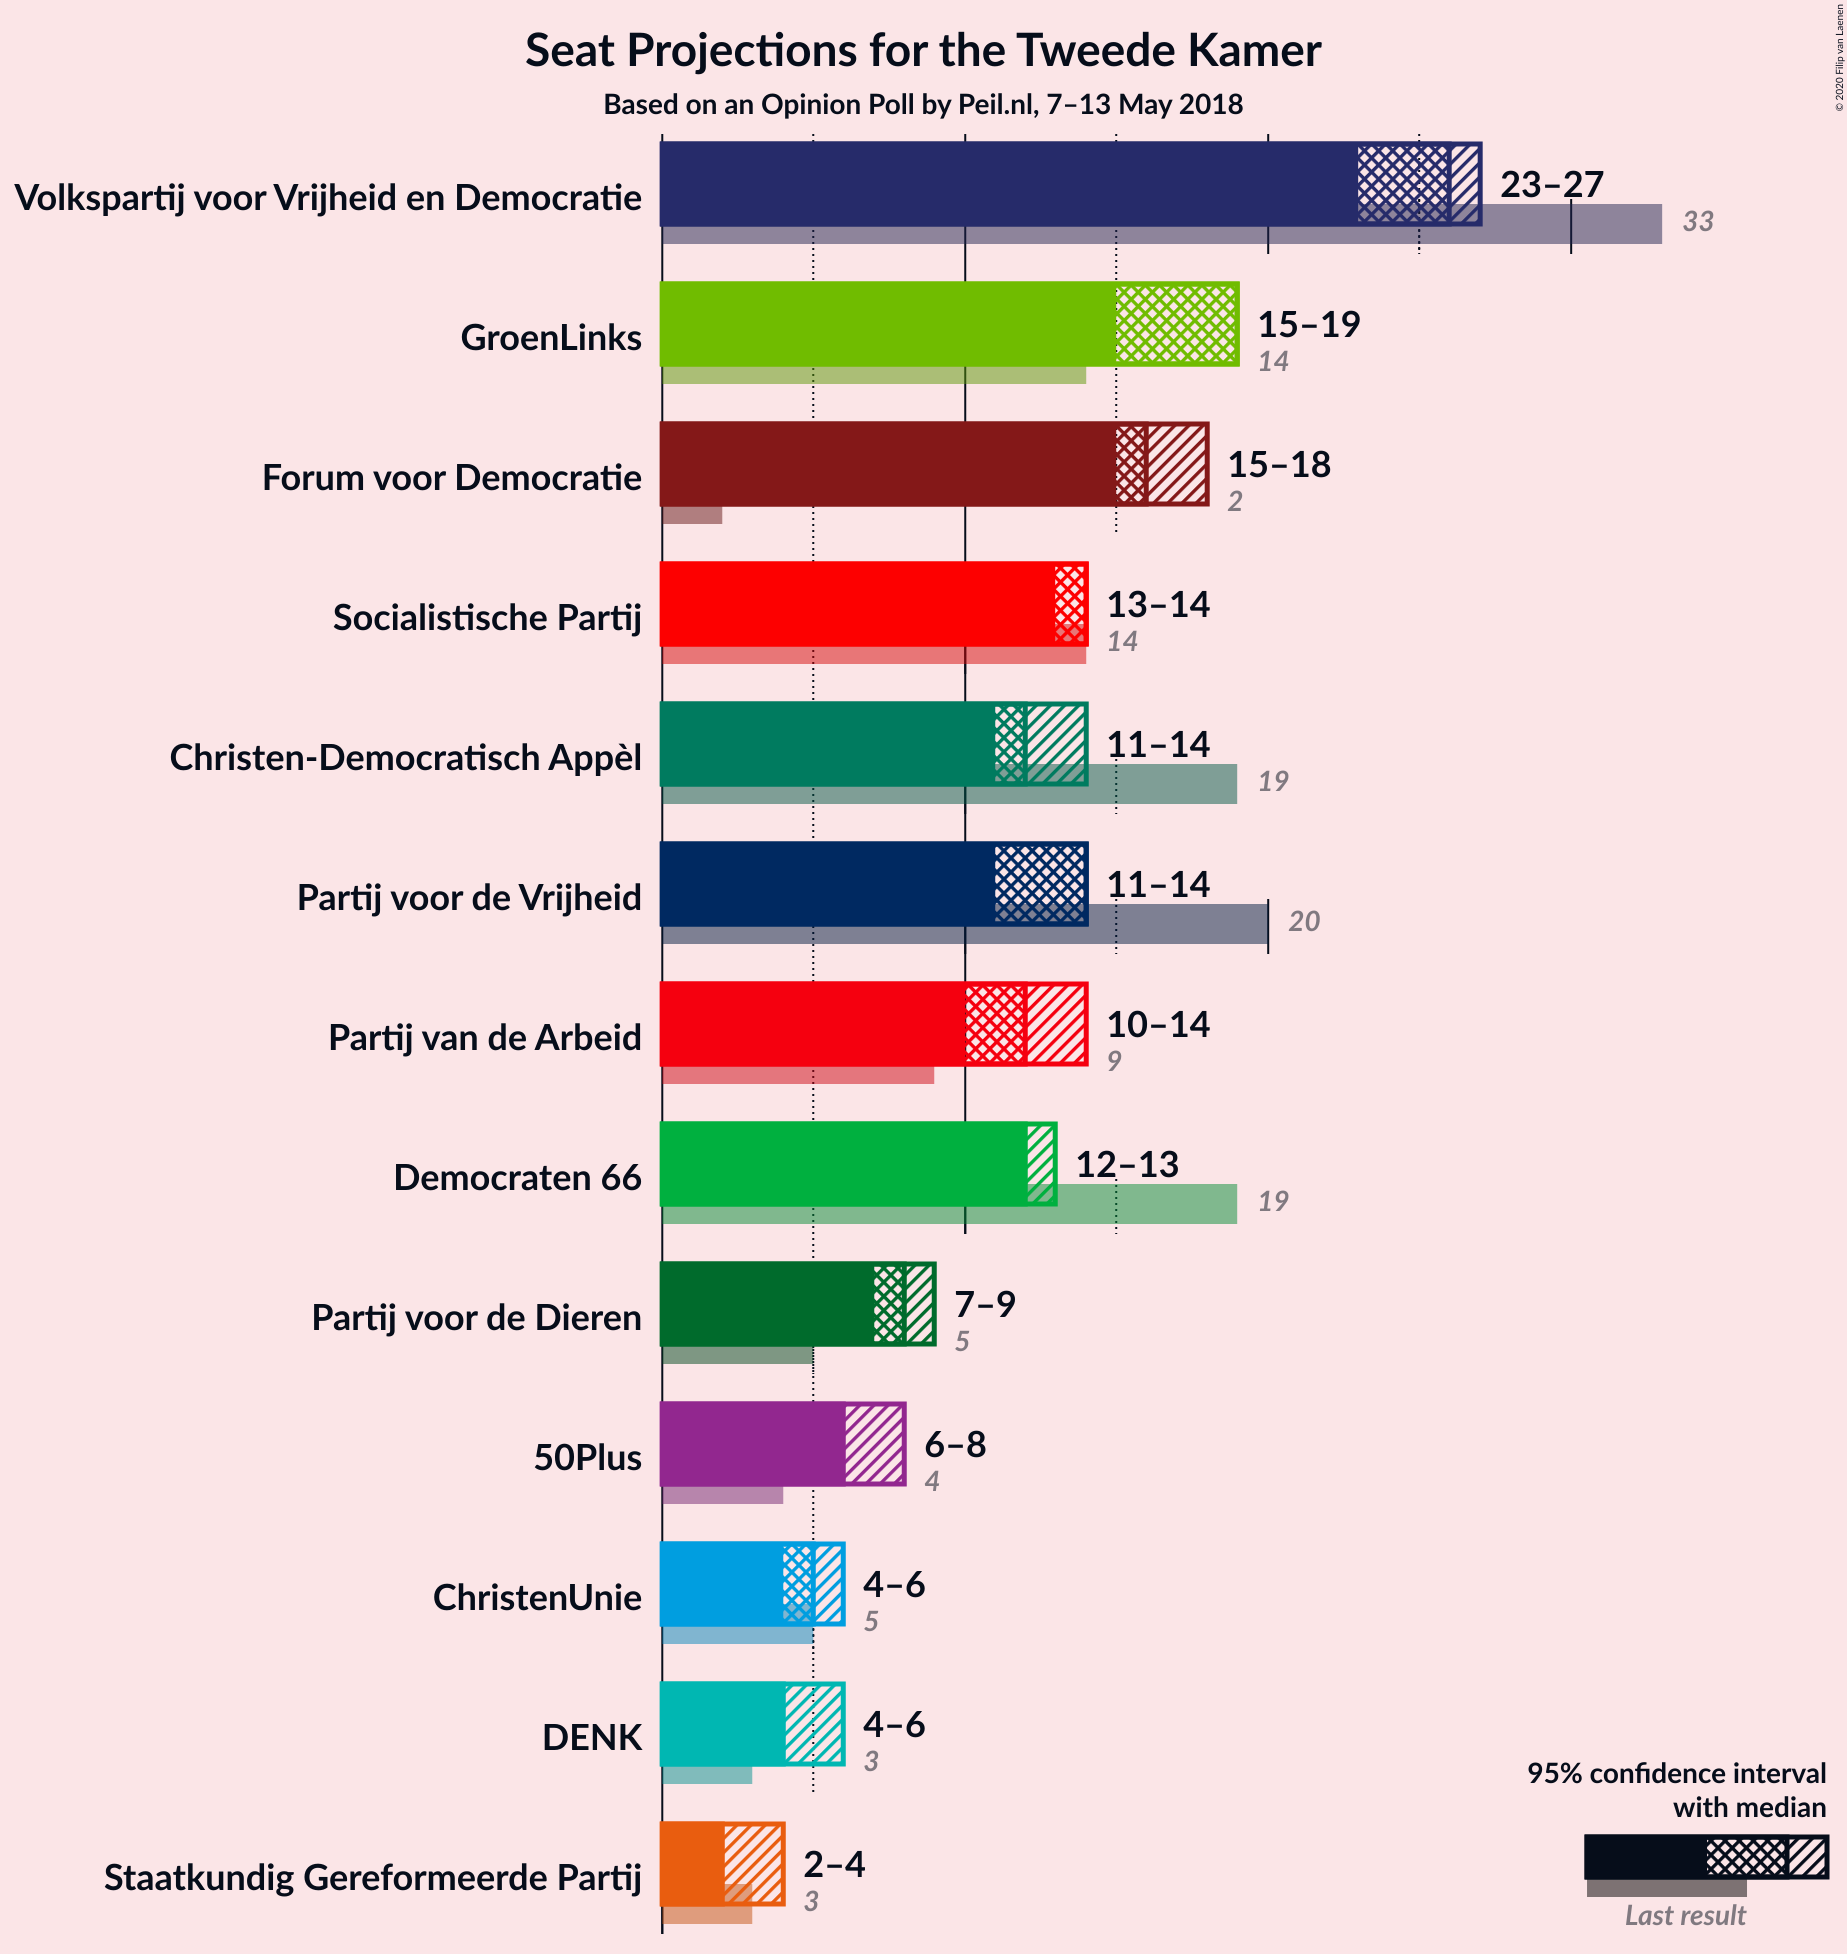 Seat Projections for the Tweede Kamer
Based on an Opinion Poll by Peil.nl, 7–13 May 2018
© 2020 Filip van Laenen
Volkspartij voor Vrijheid en Democratie
23–27
33
GroenLinks
15–19
14
Forum voor Democratie
15–18
2
Socialistische Partij
13–14
14
Christen-Democratisch Appèl
11–14
19
Partij voor de Vrijheid
11–14
20
Partij van de Arbeid
10–14
9
Democraten 66
12–13
19
Partij voor de Dieren
7–9
5
50Plus
6–8
4
ChristenUnie
4–6
5
DENK
4–6
3
Staatkundig Gereformeerde Partij
2–4
3
95% confidence interval
with median
Last result